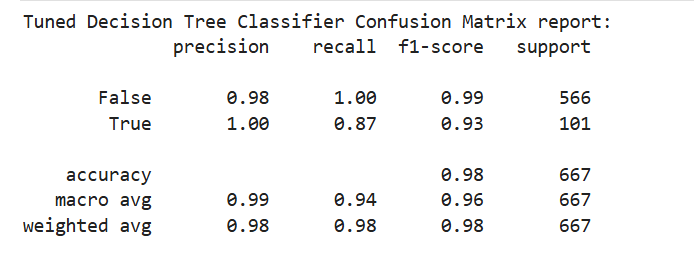 Tuned Decision Tree Classifier Confusion Matrix report:
precision recall f1-score support
False 0.98 1.00 0.99 566
True 1.00 0.87 0.93 101
accuracy 0.98 667
macro avg 0.99 0.94 0.96 667
weighted avg 0.98 0.98 0.98 667